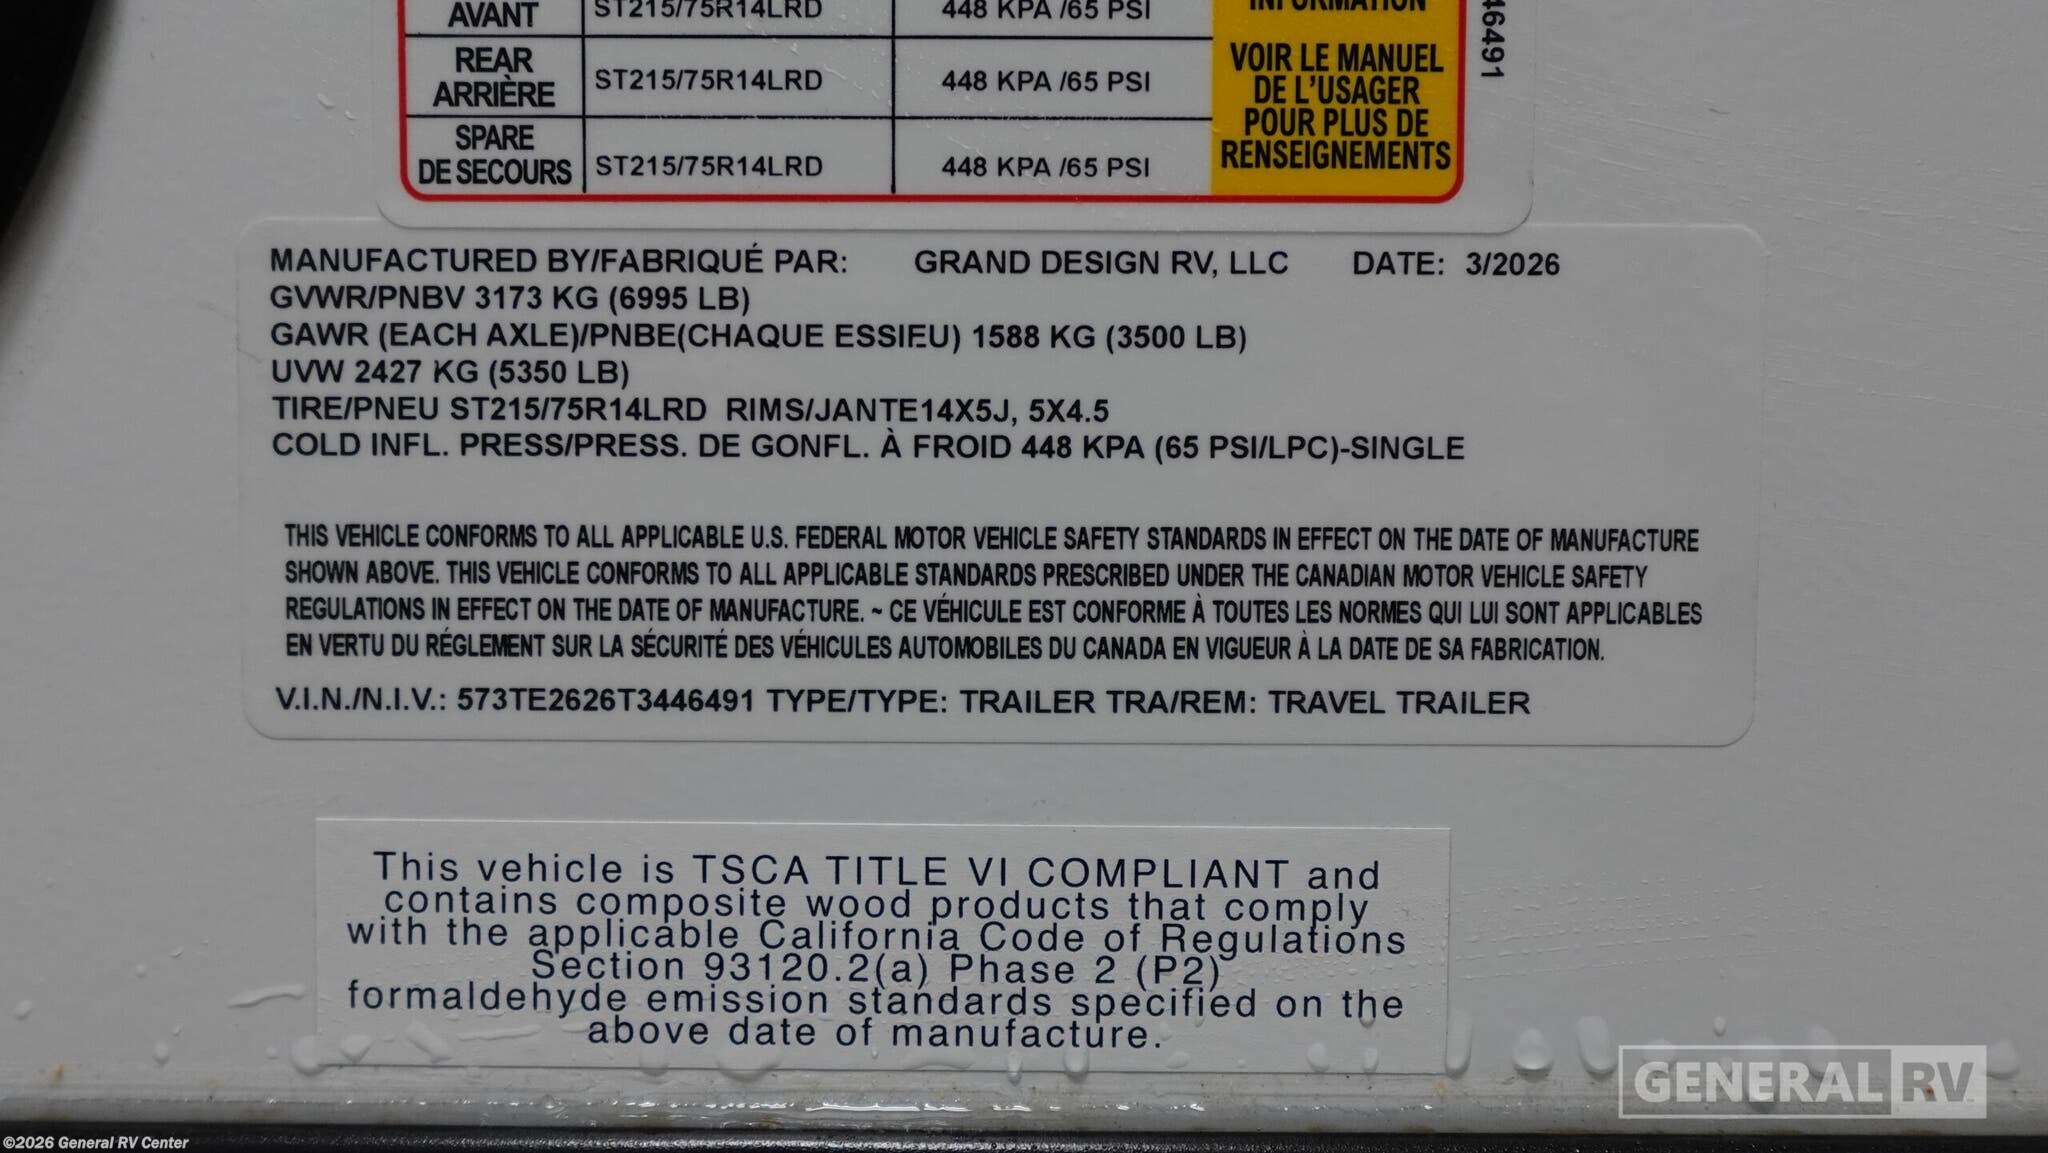 AVANT ST215/75R14LRD 448 KPA /65 PSI
INFORMATION
REAR
ARRIÈRE ST215/75R14LRD 448 KPA /65 PSI
SPARE
DE SECOURS ST215/75R14LRD 448 KPA /65 PSI
VOIR LE MANUEL
DE L'USAGER
POUR PLUS DE
RENSEIGNEMENTS
46491
MANUFACTURED BY/FABRIQUÉ PAR: GRAND DESIGN RV, LLC DATE: 3/2026
GVWR/PNBV 3173 KG (6995 LB)
GAWR (EACH AXLE)/PNBE(CHAQUE ESSIEU) 1588 KG (3500 LB)
UVW 2427 KG (5350 LB)
TIRE/PNEU ST215/75R14LRD RIMS/JANTE14X5J, 5X4.5
COLD INFL. PRESS/PRESS. DE GONFL. À FROID 448 KPA (65 PSI/LPC)-SINGLE
THIS VEHICLE CONFORMS TO ALL APPLICABLE U.S. FEDERAL MOTOR VEHICLE SAFETY STANDARDS IN EFFECT ON THE DATE OF MANUFACTURE
SHOWN ABOVE. THIS VEHICLE CONFORMS TO ALL APPLICABLE STANDARDS PRESCRIBED UNDER THE CANADIAN MOTOR VEHICLE SAFETY
REGULATIONS IN EFFECT ON THE DATE OF MANUFACTURE. ~ CE VÉHICULE EST CONFORME À TOUTES LES NORMES QUI LUI SONT APPLICABLES
EN VERTU DU RÉGLEMENT SUR LA SÉCURITÉ DES VÉHICULES AUTOMOBILES DU CANADA EN VIGUEUR À LA DATE DE SA FABRICATION.
V.I.N./N.I.V.: 573TE2626T3446491 TYPE/TYPE: TRAILER TRA/REM: TRAVEL TRAILER
This vehicle is TSCA TITLE VI COMPLIANT and
contains composite wood products that comply
with the applicable California Code of Regulations
Section 93120.2(a) Phase 2 (P2)
formaldehyde emission standards specified on the
above date of manufacture.
GENERAL RV
©2026 General RV Center